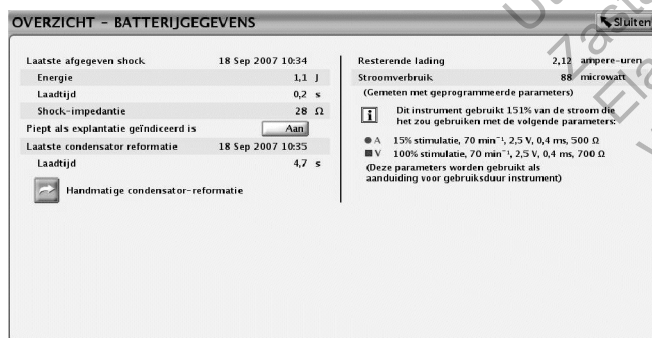 OVERZICHT - BATTERIJGEGEVENS
Sluiten
Laatste afgegeven shock 18 Sep 2007 10:34
Energie 1,1 J
Laadtijd 0,2 s
Shock-impedantie 28 Ω
Piept als explantatie geïndiceerd is Aan
Laatste condensator reformatie 18 Sep 2007 10:35
Laadtijd 4,7 s
Handmatige condensator-reformatie
Resterende lading 2,12 ampere-uren
Stroomverbruik 88 microwatt
(Gemeten met geprogrammeerde parameters)
i Dit instrument gebruikt 151% van de stroom die
het zou gebruiken met de volgende parameters:
A 15% stimulatie, 70 min⁻¹, 2,5 V, 0,4 ms, 500 Ω
V 100% stimulatie, 70 min⁻¹, 2,5 V, 0,4 ms, 700 Ω
(Deze parameters worden gebruikt als
aanduiding voor gebruiksduur instrument)